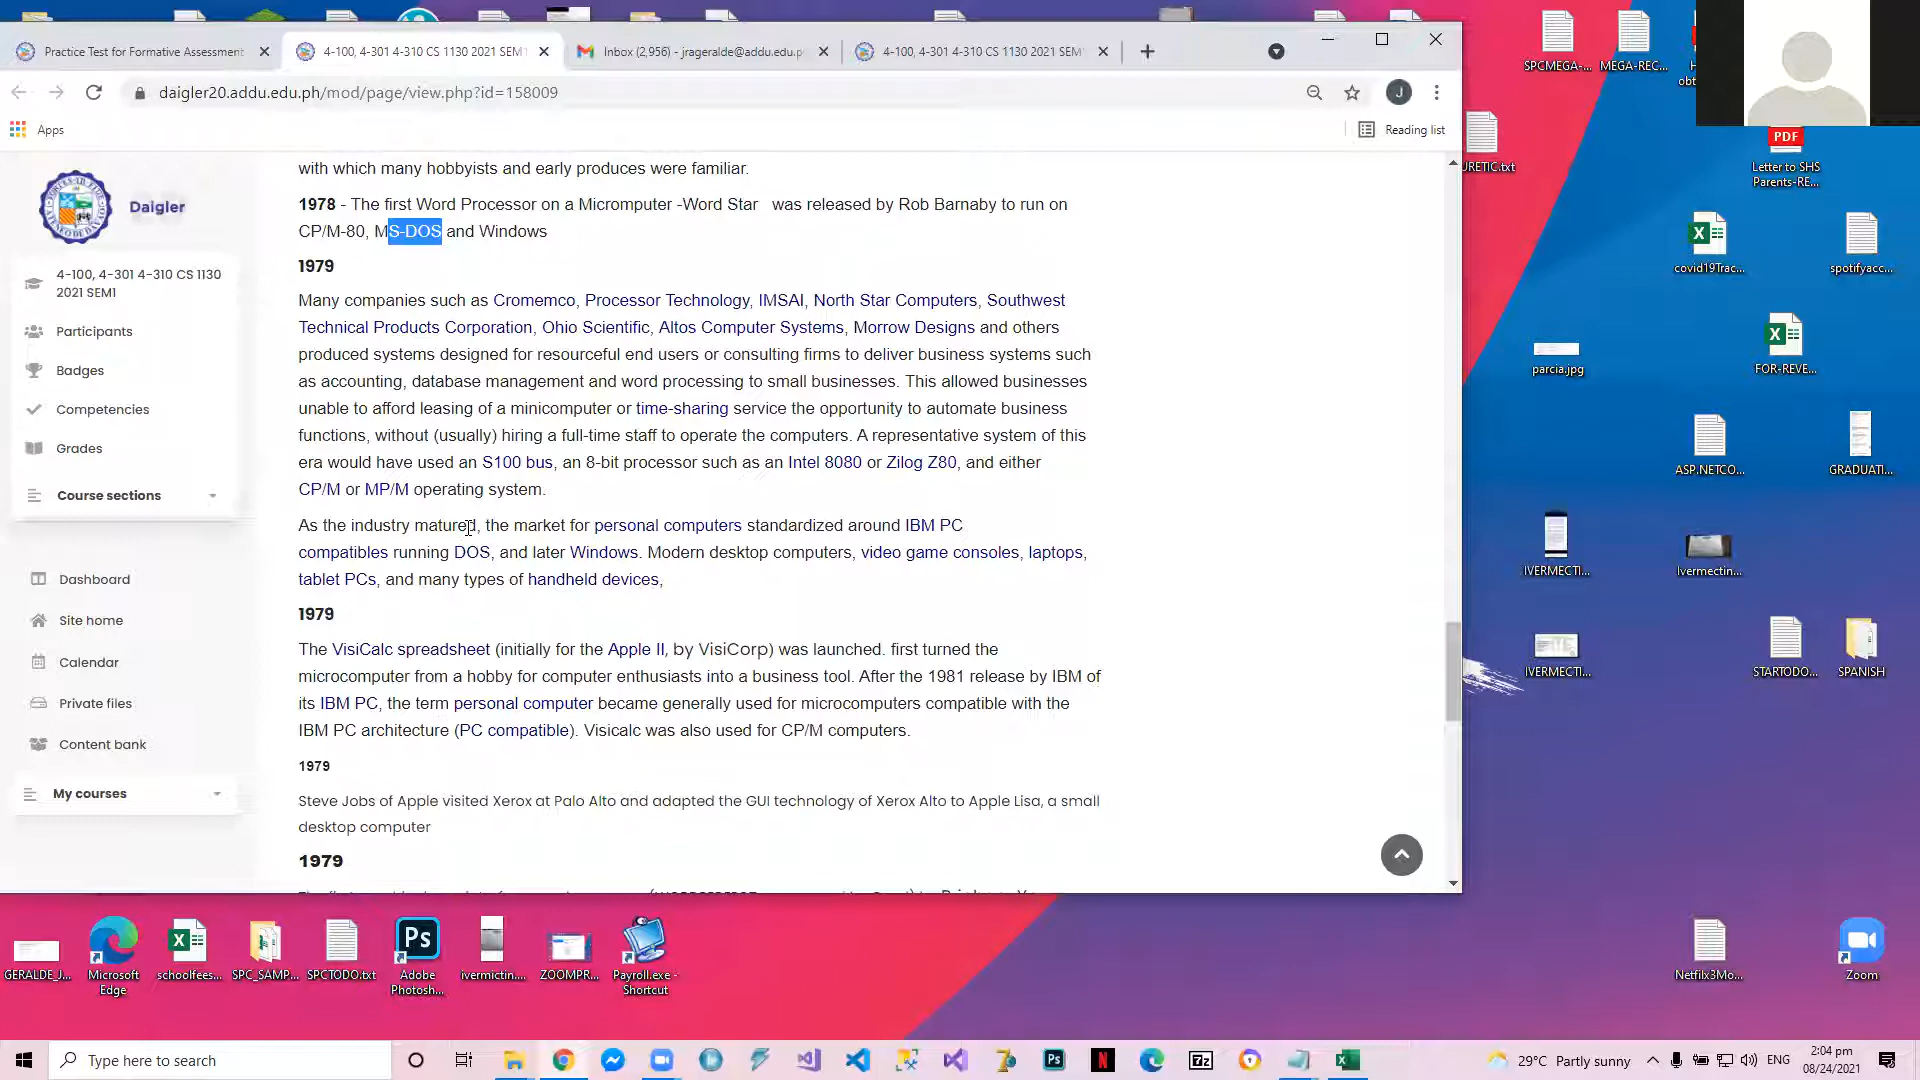 Practice Test for Formative Assessment
4-100, 4-301 4-310 CS 1130 2021 SEM1
Inbox (2,956) - jrageralde@addu.edu.p
4-100, 4-301 4-310 CS 1130 2021 SEM
daigler20.addu.edu.ph/mod/page/view.php?id=158009
J
Apps
Reading list
Daigler
4-100, 4-301 4-310 CS 1130
2021 SEM1
Participants
Badges
Competencies
Grades
Course sections
Dashboard
Site home
Calendar
Private files
Content bank
My courses
with which many hobbyists and early produces were familiar.
1978 - The first Word Processor on a Micromputer -Word Star was released by Rob Barnaby to run on
CP/M-80, MS-DOS and Windows
1979
Many companies such as Cromemco, Processor Technology, IMSAI, North Star Computers, Southwest
Technical Products Corporation, Ohio Scientific, Altos Computer Systems, Morrow Designs and others
produced systems designed for resourceful end users or consulting firms to deliver business systems such
as accounting, database management and word processing to small businesses. This allowed businesses
unable to afford leasing of a minicomputer or time-sharing service the opportunity to automate business
functions, without (usually) hiring a full-time staff to operate the computers. A representative system of this
era would have used an S100 bus, an 8-bit processor such as an Intel 8080 or Zilog Z80, and either
CP/M or MP/M operating system.
As the industry matured, the market for personal computers standardized around IBM PC
compatibles running DOS, and later Windows. Modern desktop computers, video game consoles, laptops,
tablet PCs, and many types of handheld devices,
1979
The VisiCalc spreadsheet (initially for the Apple II, by VisiCorp) was launched. first turned the
microcomputer from a hobby for computer enthusiasts into a business tool. After the 1981 release by IBM of
its IBM PC, the term personal computer became generally used for microcomputers compatible with the
IBM PC architecture (PC compatible). Visicalc was also used for CP/M computers.
1979
Steve Jobs of Apple visited Xerox at Palo Alto and adapted the GUI technology of Xerox Alto to Apple Lisa, a small
desktop computer
1979
SPCMEGA-...
MEGA-REC...
PDF
Letter to SHS
Parents-RE...
URETIC.txt
covid19Trac...
spotifyacc...
parcia.jpg
FOR-REVE...
ASP.NETCO...
GRADUATI...
IVERMECTI...
Ivermectin...
IVERMECTI...
STARTODO...
SPANISH
Netfilx3Mo...
Zoom
GERALDE_J...
Microsoft
Edge
schoolfees...
SPC_SAMP...
SPCTODO.txt
Ps
Adobe
Photosh...
ivermictin....
ZOOMPR...
Payroll.exe -
Shortcut
Type here to search
29°C Partly sunny
ENG
2:04 pm
08/24/2021